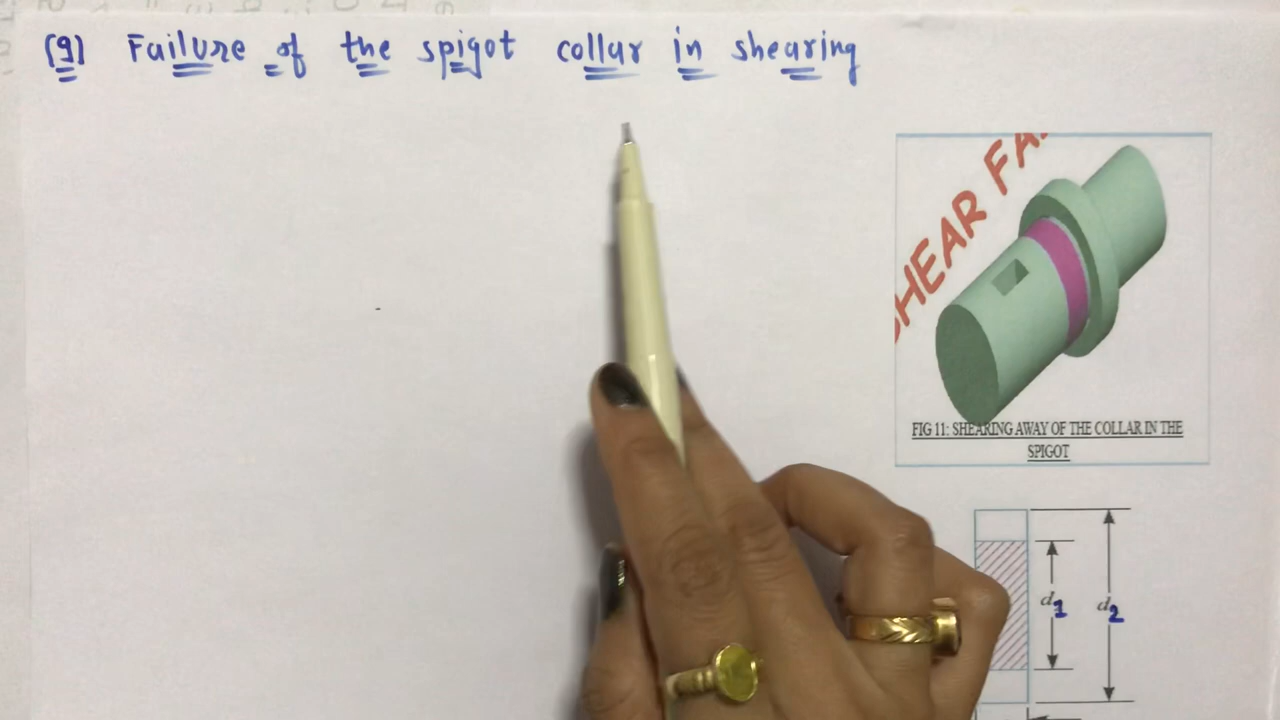 (9) Failure of the spigot collar in shearing
SHEAR FA
FIG 11: SHEARING AWAY OF THE COLLAR IN THE
SPIGOT
d1 d2